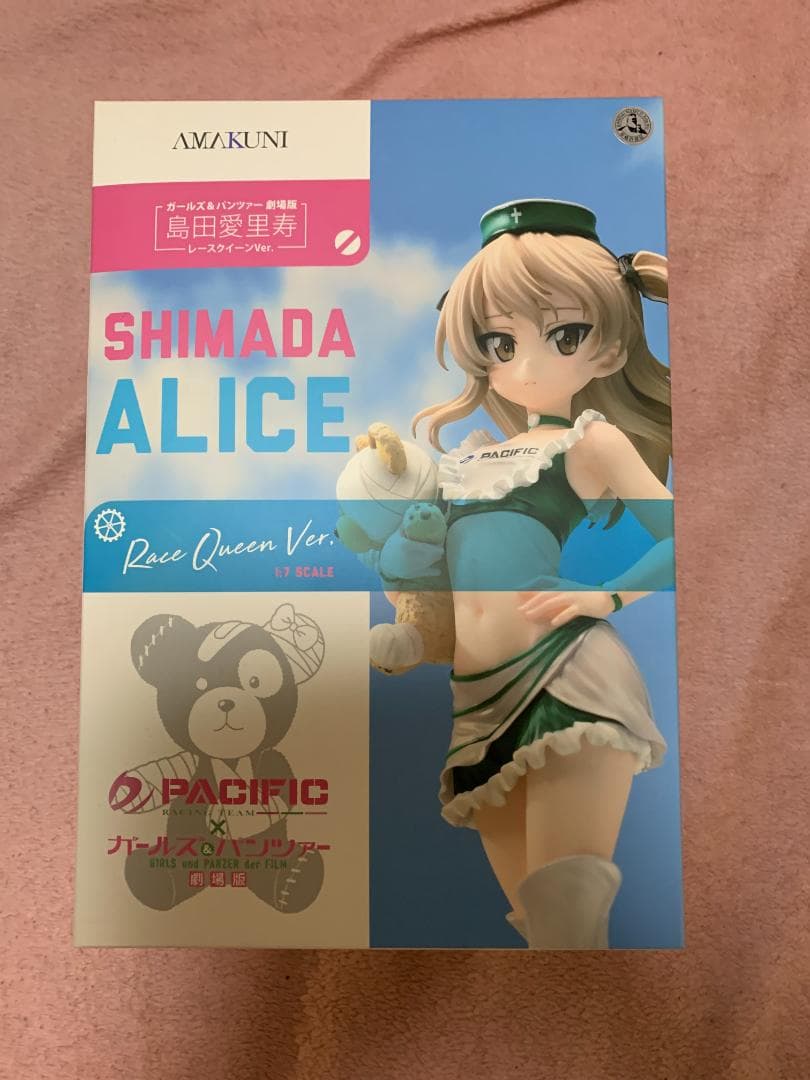 AMAKUNI
ガールズ&パンツァー 劇場版
島田愛里寿
レースクイーンVer.
SHIMADA
ALICE
Race Queen Ver.
1:7 SCALE
PACIFIC
PACIFIC
RACING TEAM
×
ガールズ&パンツァー
GIRLS und PANZER der FILM
劇場版